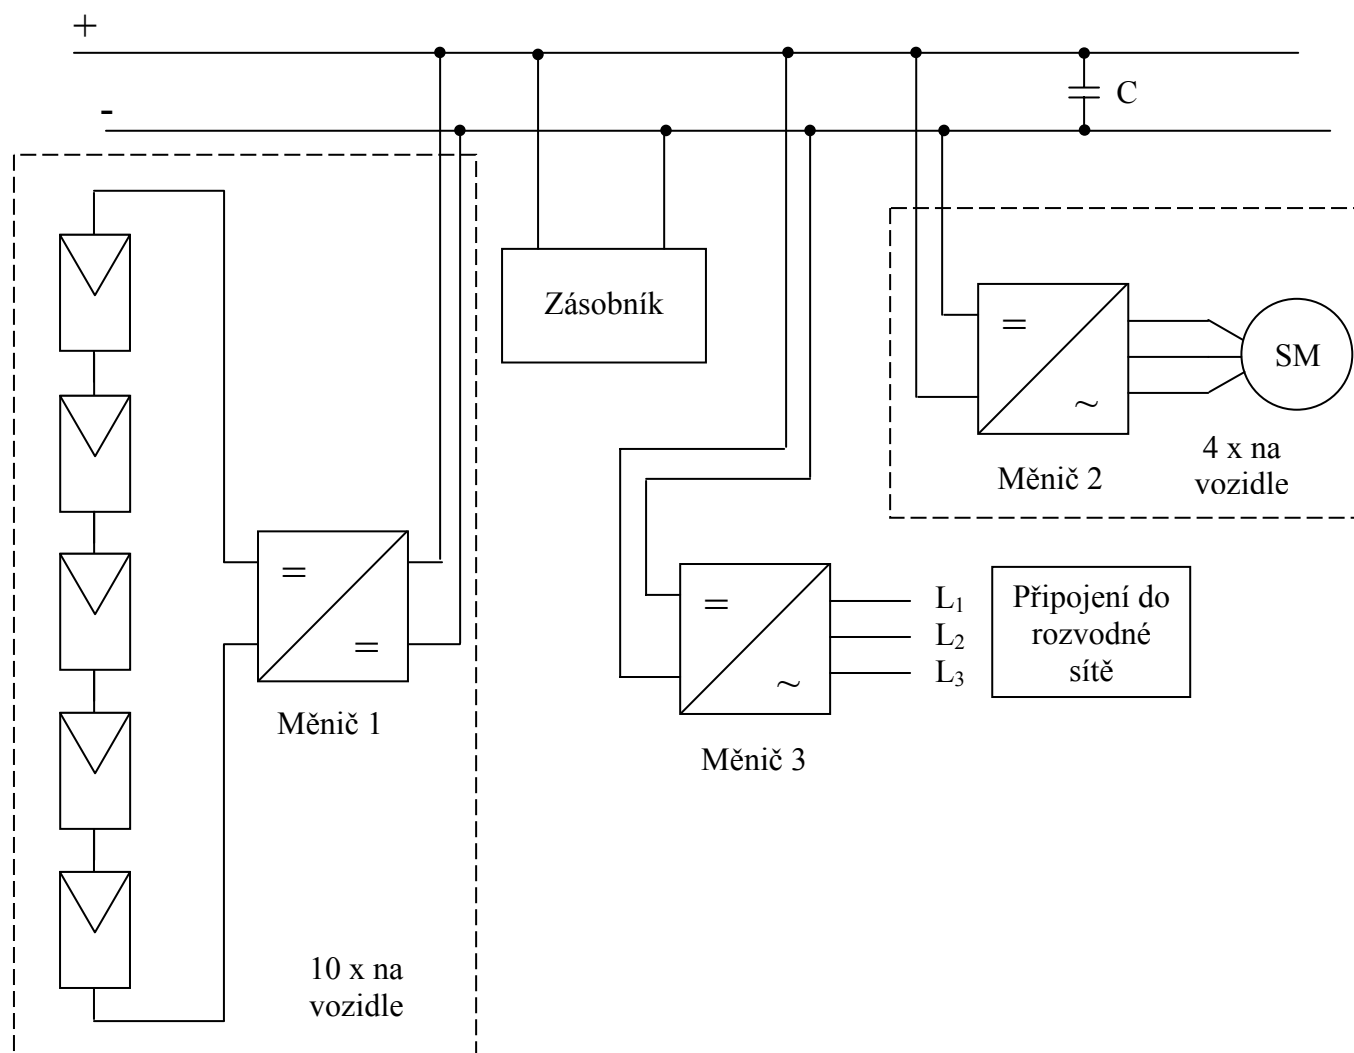 +
-
C
Zásobník
=
~
SM
4 x na
vozidle
Měnič 2
=
=
Měnič 1
=
~
L₁
L₂
L₃
Připojení do
rozvodné
sítě
Měnič 3
10 x na
vozidle